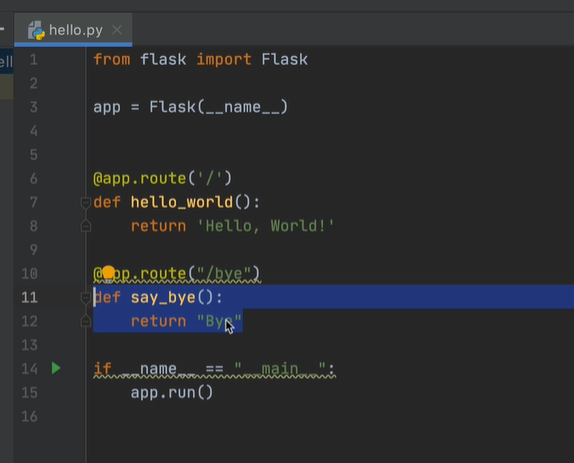 hello.py
ell
1 from flask import Flask
2
3 app = Flask(__name__)
4
5
6 @app.route('/')
7 def hello_world():
8     return 'Hello, World!'
9
10 @app.route("/bye")
11 def say_bye():
12     return "Bye"
13
14 if __name__ == "__main__":
15     app.run()
16